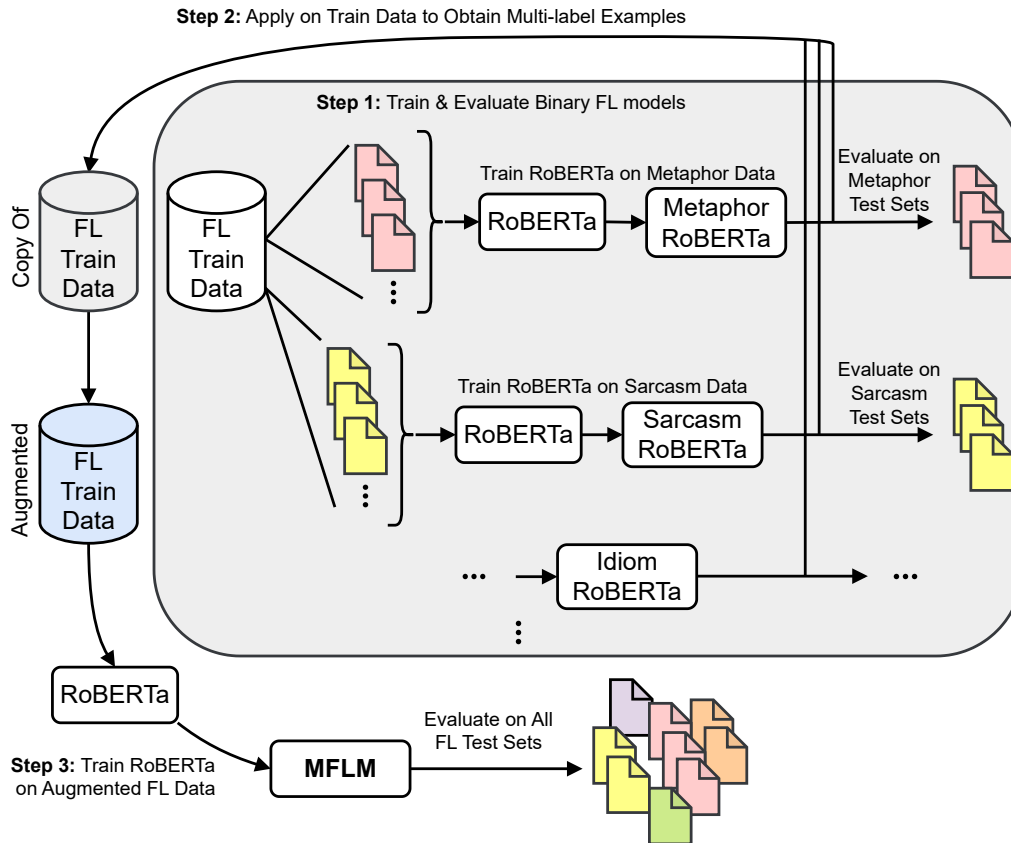 Step 2: Apply on Train Data to Obtain Multi-label Examples
Step 1: Train & Evaluate Binary FL models
Copy Of
FL
Train
Data
FL
Train
Data
Train RoBERTa on Metaphor Data
RoBERTa
Metaphor
RoBERTa
Evaluate on
Metaphor
Test Sets
Train RoBERTa on Sarcasm Data
RoBERTa
Sarcasm
RoBERTa
Evaluate on
Sarcasm
Test Sets
Augmented
FL
Train
Data
Idiom
RoBERTa
RoBERTa
Step 3: Train RoBERTa
on Augmented FL Data
MFLM
Evaluate on All
FL Test Sets